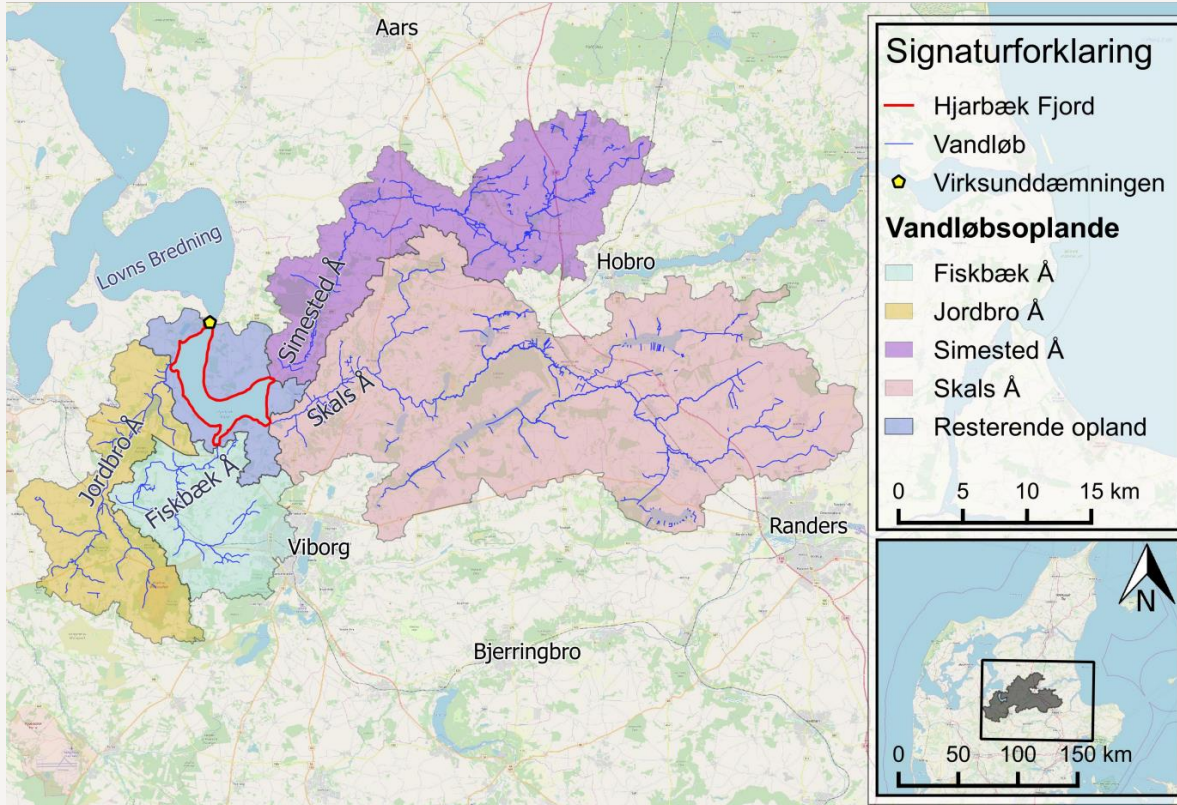 Aars
Hobro
Lovns Bredning
Simested Å
Skals Å
Jordbro Å
Fiskbæk Å
Viborg
Randers
Bjerringbro
Signaturforklaring
Hjarbæk Fjord
Vandløb
Virksunddæmningen
Vandløbsoplande
Fiskbæk Å
Jordbro Å
Simested Å
Skals Å
Resterende opland
0 5 10 15 km
N
0 50 100 150 km